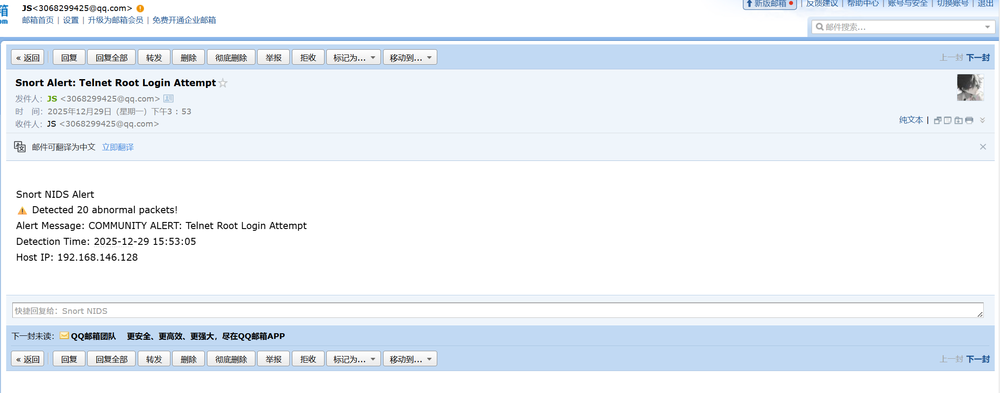 箱
om
JS<3068299425@qq.com>
邮箱首页 | 设置 | 升级为邮箱会员 | 免费开通企业邮箱
新版邮箱 | 反馈建议 | 帮助中心 | 账号与安全 | 切换账号 | 退出
邮件搜索...
« 返回 回复 回复全部 转发 删除 彻底删除 举报 拒收 标记为... 移动到... 上一封 下一封
Snort Alert: Telnet Root Login Attempt
发件人: JS <3068299425@qq.com>
时 间: 2025年12月29日 (星期一) 下午3 : 53
收件人: JS <3068299425@qq.com>
纯文本 |
邮件可翻译为中文 立即翻译
Snort NIDS Alert
⚠ Detected 20 abnormal packets!
Alert Message: COMMUNITY ALERT: Telnet Root Login Attempt
Detection Time: 2025-12-29 15:53:05
Host IP: 192.168.146.128
快捷回复给: Snort NIDS
下一封未读: QQ邮箱团队 更安全、更高效、更强大，尽在QQ邮箱APP
« 返回 回复 回复全部 转发 删除 彻底删除 举报 拒收 标记为... 移动到... 上一封 下一封